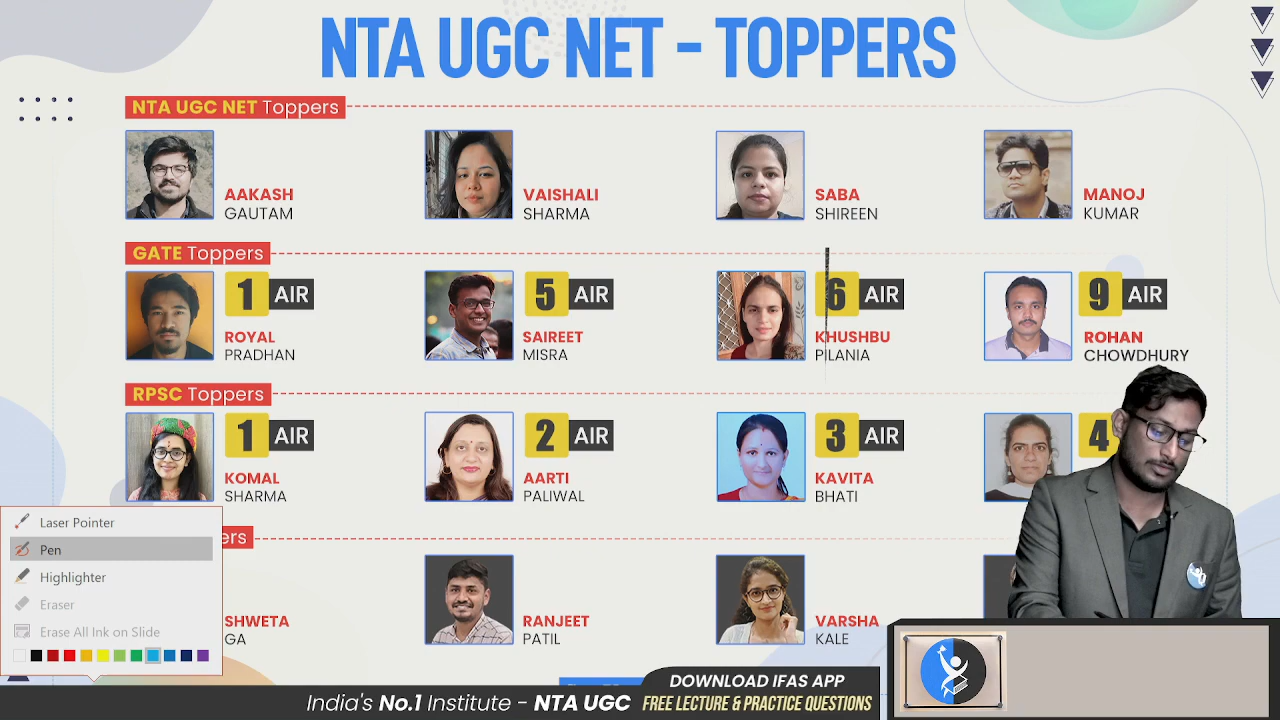 NTA UGC NET - TOPPERS
NTA UGC NET Toppers
AAKASH
GAUTAM
VAISHALI
SHARMA
SABA
SHIREEN
MANOJ
KUMAR
GATE Toppers
1 AIR
ROYAL
PRADHAN
5 AIR
SAIREET
MISRA
6 AIR
KHUSHBU
PILANIA
9 AIR
ROHAN
CHOWDHURY
RPSC Toppers
1 AIR
KOMAL
SHARMA
2 AIR
AARTI
PALIWAL
3 AIR
KAVITA
BHATI
4
ers
SHWETA
GA
RANJEET
PATIL
VARSHA
KALE
Laser Pointer
Pen
Highlighter
Eraser
Erase All Ink on Slide
India's No.1 Institute - NTA UGC
DOWNLOAD IFAS APP
FREE LECTURE & PRACTICE QUESTIONS